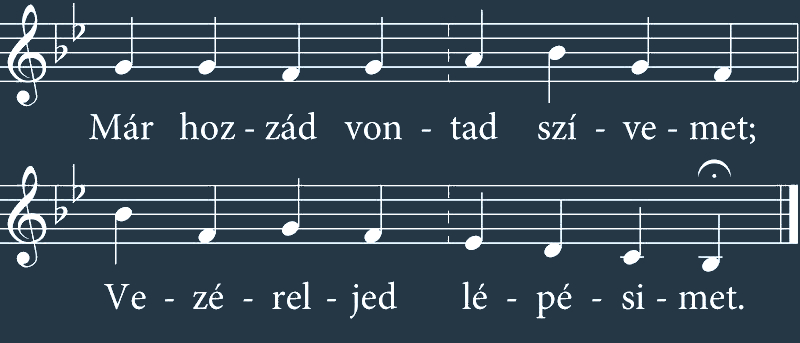 Már hoz - zád von - tad szí - ve - met;
Ve - zé - rel - jed lé - pé - si - met.